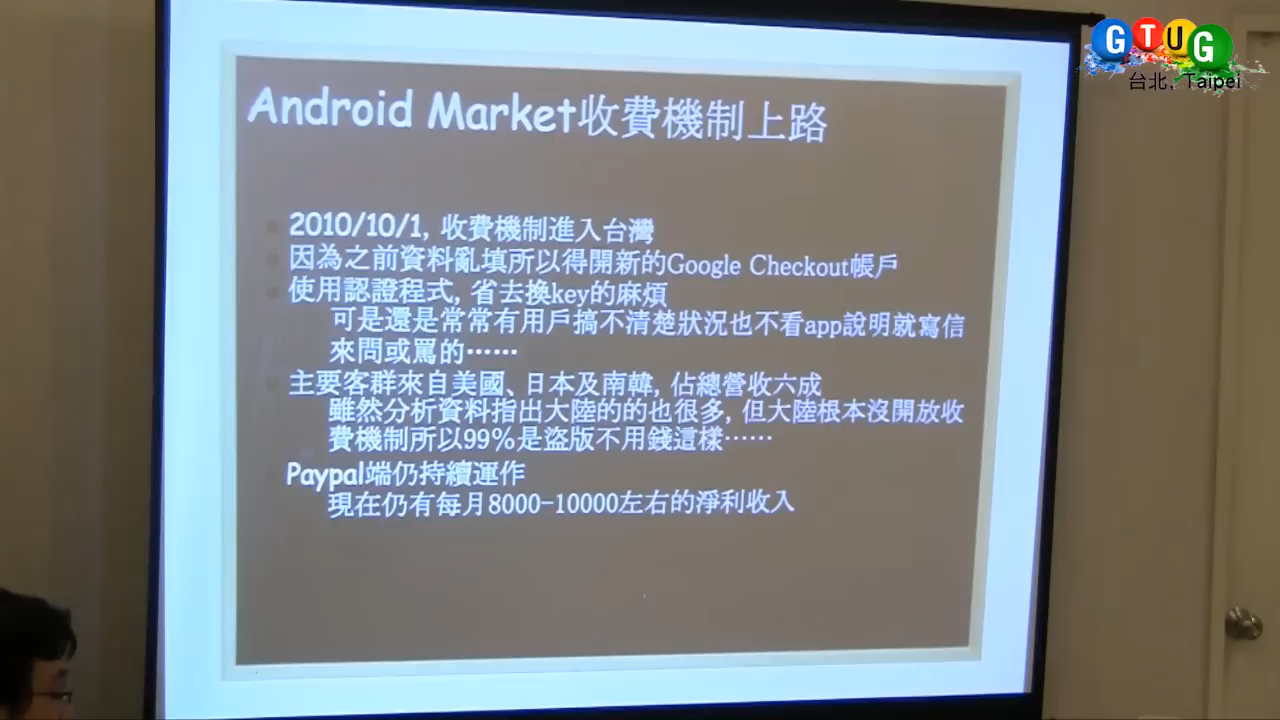 GTUG
台北, Taipei
Android Market收費機制上路
2010/10/1, 收費機制進入台灣
因為之前資料亂填所以得開新的Google Checkout帳戶
使用認證程式, 省去換key的麻煩
可是還是常常有用戶搞不清楚狀況也不看app說明就寫信
來問或罵的……
主要客群來自美國、日本及南韓, 佔總營收六成
雖然分析資料指出大陸的的也很多, 但大陸根本沒開放收
費機制所以99%是盜版不用錢這樣……
Paypal端仍持續運作
現在仍有每月8000-10000左右的淨利收入